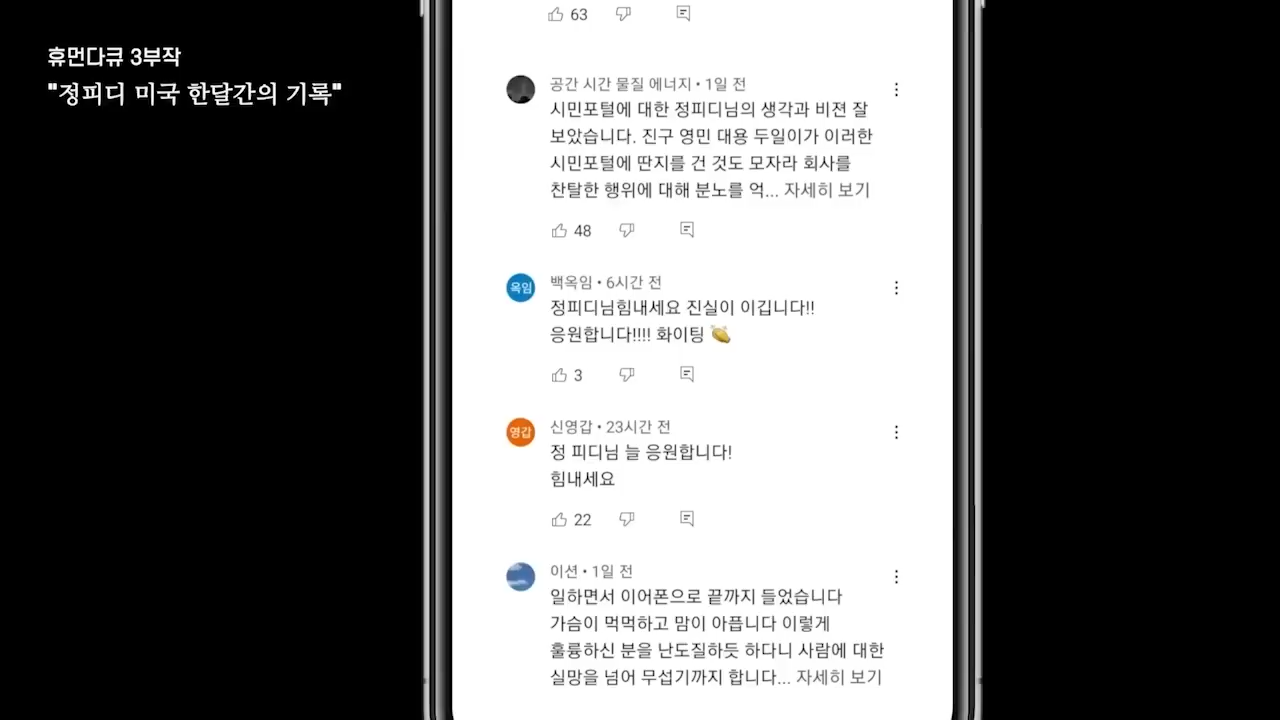 휴먼다큐 3부작
"정피디 미국 한달간의 기록"
63
공간 시간 물질 에너지 • 1일 전
시민포털에 대한 정피디님의 생각과 비젼 잘
보았습니다. 진구 영민 대용 두일이가 이러한
시민포털에 딴지를 건 것도 모자라 회사를
찬탈한 행위에 대해 분노를 억... 자세히 보기
48
옥임
백옥임 • 6시간 전
정피디님힘내세요 진실이 이깁니다!!
응원합니다!!!! 화이팅 👏
3
영갑
신영갑 • 23시간 전
정 피디님 늘 응원합니다!
힘내세요
22
이션 • 1일 전
일하면서 이어폰으로 끝까지 들었습니다
가슴이 먹먹하고 맘이 아픕니다 이렇게
훌륭하신 분을 난도질하듯 하다니 사람에 대한
실망을 넘어 무섭기까지 합니다... 자세히 보기